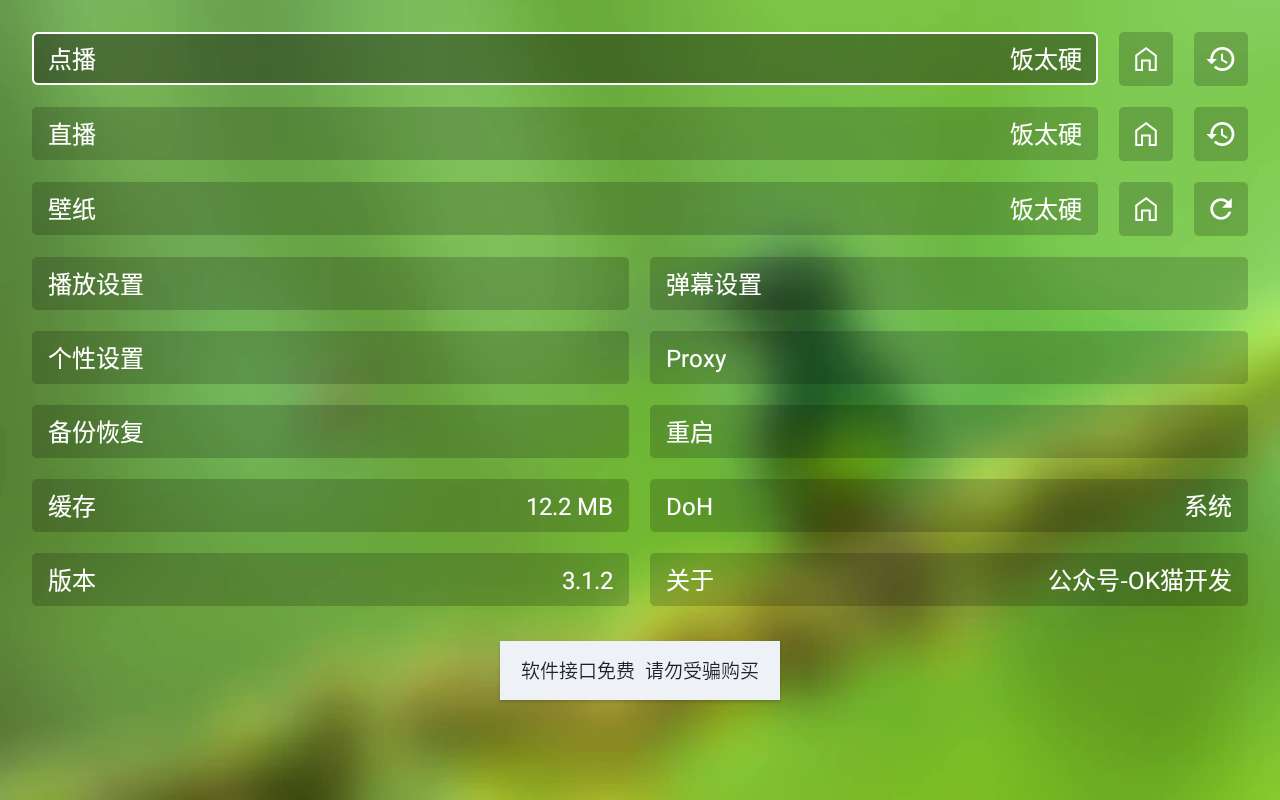 点播 饭太硬
直播 饭太硬
壁纸 饭太硬
播放设置 弹幕设置
个性设置 Proxy
备份恢复 重启
缓存 12.2 MB DoH 系统
版本 3.1.2 关于 公众号-OK猫开发
软件接口免费 请勿受骗购买